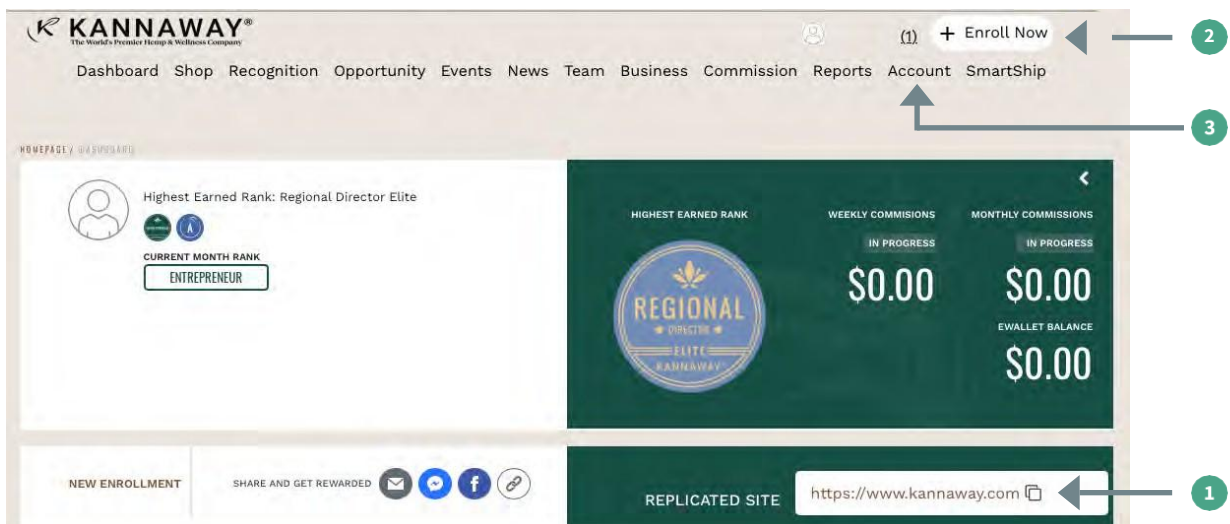 KANNAWAY®
The World's Premier Hemp & Wellness Company
(1) + Enroll Now
2
Dashboard Shop Recognition Opportunity Events News Team Business Commission Reports Account SmartShip
3
HOMEPAGE / DASHBOARD
Highest Earned Rank: Regional Director Elite
CURRENT MONTH RANK
ENTREPRENEUR
HIGHEST EARNED RANK
REGIONAL
DIRECTOR
ELITE
KANNAWAY
WEEKLY COMMISIONS
IN PROGRESS
$0.00
MONTHLY COMMISSIONS
IN PROGRESS
$0.00
EWALLET BALANCE
$0.00
NEW ENROLLMENT
SHARE AND GET REWARDED
REPLICATED SITE
https://www.kannaway.com
1